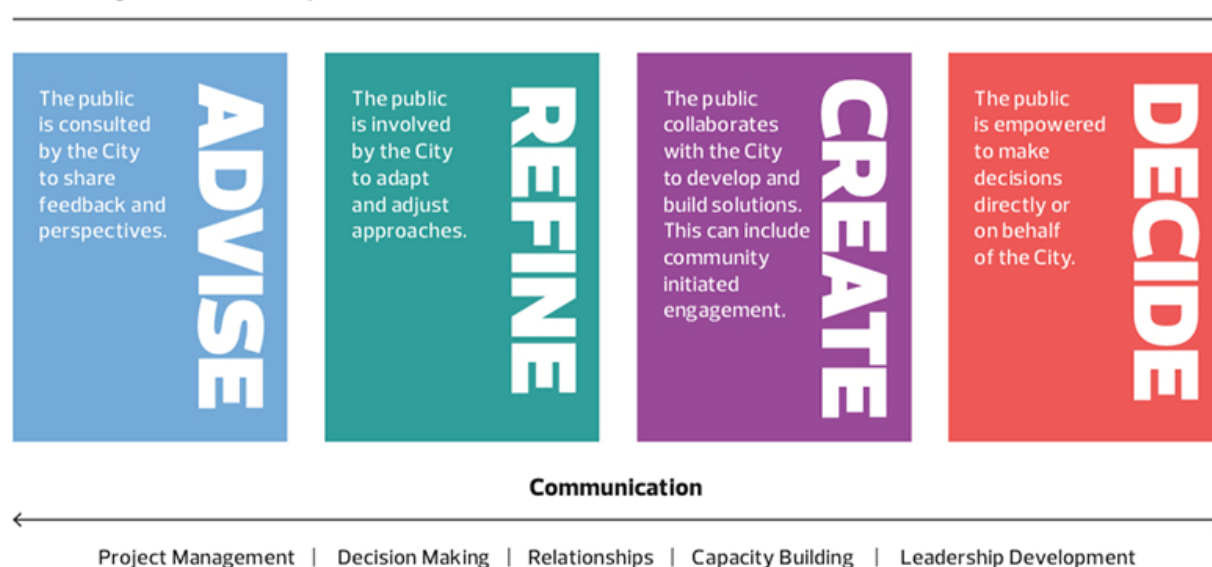 The public
is consulted
by the City
to share
feedback and
perspectives.
ADVISE
The public
is involved
by the City
to adapt
and adjust
approaches.
REFINE
The public
collaborates
with the City
to develop and
build solutions.
This can include
community
initiated
engagement.
CREATE
The public
is empowered
to make
decisions
directly or
on behalf
of the City.
DECIDE
Communication
Project Management | Decision Making | Relationships | Capacity Building | Leadership Development